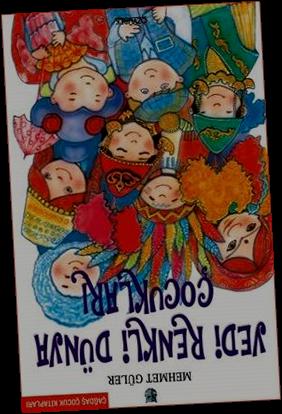 ÇAĞDAŞ ÇOCUK KİTAPLARI
MEHMET GÜLER
YEDİ RENKLİ DÜNYA
ÇOCUKLARI